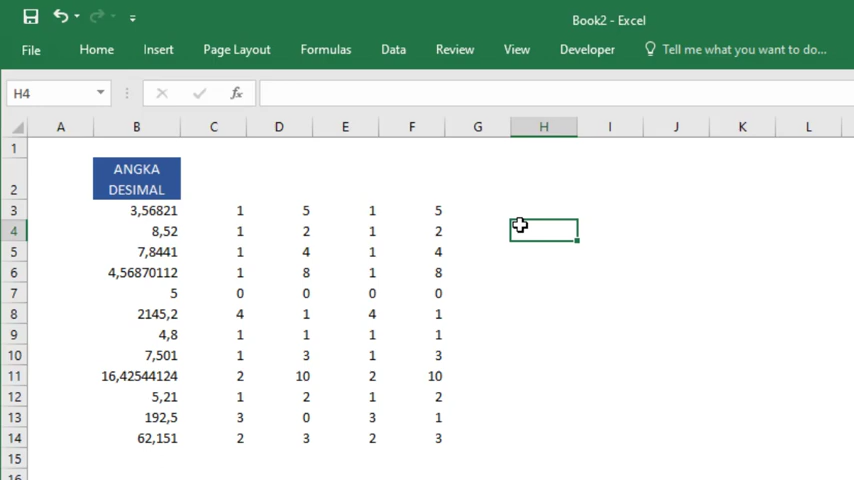 Book2 - Excel
File Home Insert Page Layout Formulas Data Review View Developer Tell me what you want to do...
H4 fx
A B C D E F G H I J K L
1
ANGKA
2 DESIMAL
3 3,56821 1 5 1 5
4 8,52 1 2 1 2
5 7,8441 1 4 1 4
6 4,56870112 1 8 1 8
7 5 0 0 0 0
8 2145,2 4 1 4 1
9 4,8 1 1 1 1
10 7,501 1 3 1 3
11 16,42544124 2 10 2 10
12 5,21 1 2 1 2
13 192,5 3 0 3 1
14 62,151 2 3 2 3
15
16